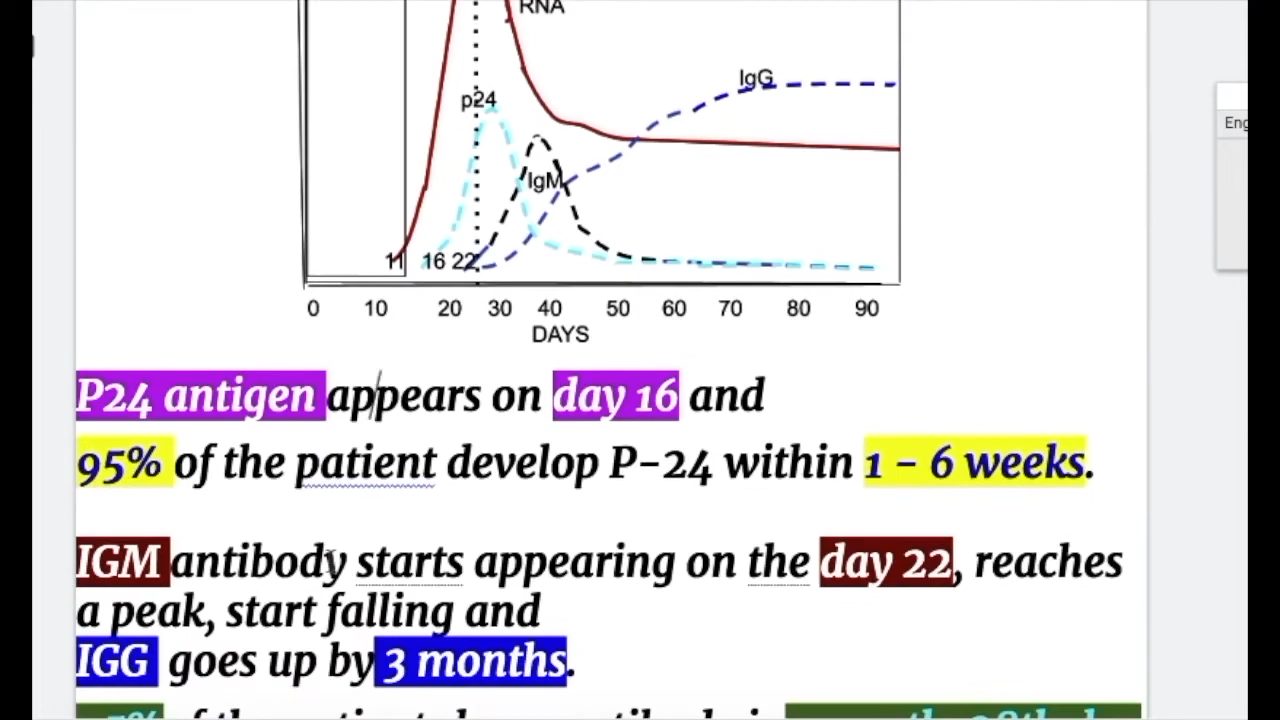 RNA
IgG
p24
IgM
11 16 22
0 10 20 30 40 50 60 70 80 90
DAYS
P24 antigen appears on day 16 and
95% of the patient develop P-24 within 1 - 6 weeks.
IGM antibody starts appearing on the day 22, reaches
a peak, start falling and
IGG goes up by 3 months.